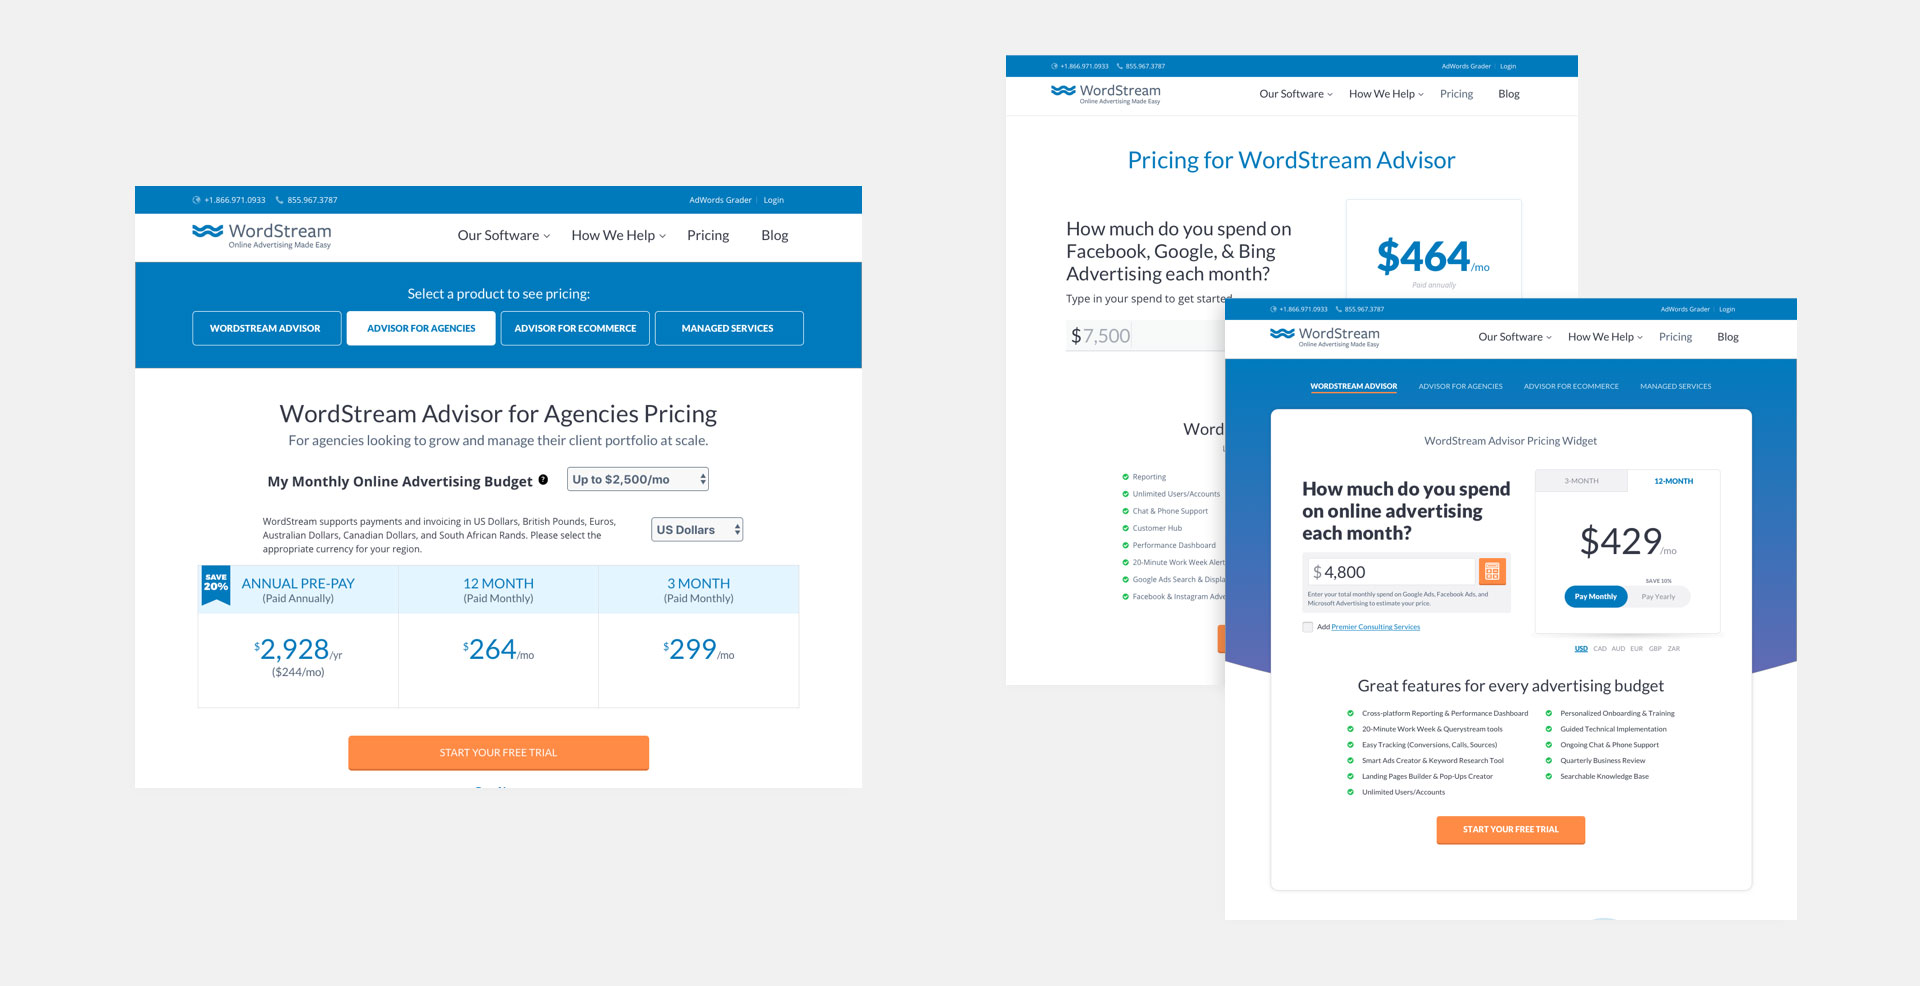 +1.866.971.0933 855.967.3787 AdWords Grader Login
WordStream
Online Advertising Made Easy
Our Software How We Help Pricing Blog
Select a product to see pricing:
WORDSTREAM ADVISOR ADVISOR FOR AGENCIES ADVISOR FOR ECOMMERCE MANAGED SERVICES
WordStream Advisor for Agencies Pricing
For agencies looking to grow and manage their client portfolio at scale.
My Monthly Online Advertising Budget ? Up to $2,500/mo
WordStream supports payments and invoicing in US Dollars, British Pounds, Euros,
Australian Dollars, Canadian Dollars, and South African Rands. Please select the
appropriate currency for your region.
US Dollars
SAVE
20%
ANNUAL PRE-PAY
(Paid Annually)
12 MONTH
(Paid Monthly)
3 MONTH
(Paid Monthly)
$2,928/yr
($244/mo)
$264/mo
$299/mo
START YOUR FREE TRIAL
+1.866.971.0933 855.967.3787 AdWords Grader Login
WordStream
Online Advertising Made Easy
Our Software How We Help Pricing Blog
Pricing for WordStream Advisor
How much do you spend on
Facebook, Google, & Bing
Advertising each month?
Type in your spend to get started
$7,500
$464/mo
Paid annually
Word
Reporting
Unlimited Users/Accounts
Chat & Phone Support
Customer Hub
Performance Dashboard
20-Minute Work Week Alert
Google Ads Search & Displa
Facebook & Instagram Adve
+1.866.971.0933 855.967.3787 AdWords Grader Login
WordStream
Online Advertising Made Easy
Our Software How We Help Pricing Blog
WORDSTREAM ADVISOR ADVISOR FOR AGENCIES ADVISOR FOR ECOMMERCE MANAGED SERVICES
WordStream Advisor Pricing Widget
How much do you spend
on online advertising
each month?
$4,800
Enter your total monthly spend on Google Ads, Facebook Ads, and
Microsoft Advertising to estimate your price.
Add Premier Consulting Services
3-MONTH 12-MONTH
$429/mo
SAVE 10%
Pay Monthly Pay Yearly
USD CAD AUD EUR GBP ZAR
Great features for every advertising budget
Cross-platform Reporting & Performance Dashboard
20-Minute Work Week & Querystream tools
Easy Tracking (Conversions, Calls, Sources)
Smart Ads Creator & Keyword Research Tool
Landing Pages Builder & Pop-Ups Creator
Unlimited Users/Accounts
Personalized Onboarding & Training
Guided Technical Implementation
Ongoing Chat & Phone Support
Quarterly Business Review
Searchable Knowledge Base
START YOUR FREE TRIAL